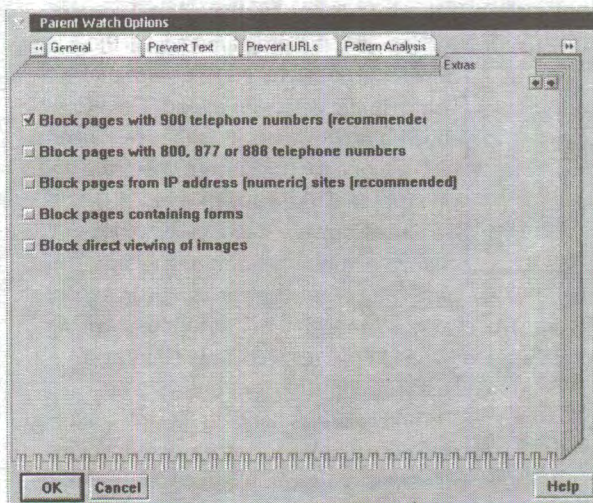 Parent Watch Options
General Prevent Text Prevent URLs Pattern Analysis
Extras
Block pages with 900 telephone numbers (recommender
Block pages with 800, 877 or 888 telephone numbers
Block pages from IP address (numeric) sites (recommended)
Block pages containing forms
Block direct viewing of images
OK Cancel Help